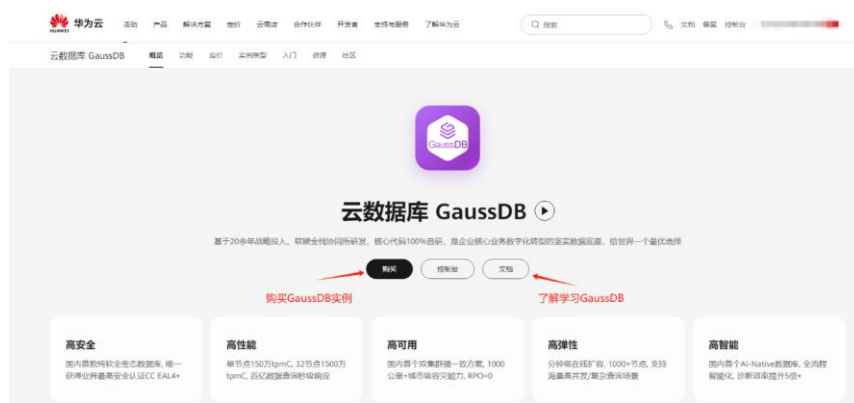 HUAWEI
华为云 活动 产品 解决方案 定价 云商店 合作伙伴 开发者 支持与服务 了解华为云 搜索 文档 备案 控制台
云数据库 GaussDB 概览 功能 定价 实例类型 入门 资源 社区
GaussDB
云数据库 GaussDB
基于20余年战略投入，软硬全栈协同所研发，核心代码100%自研，是企业核心业务数字化转型的坚实数据底座，给世界一个最优选择
购买 控制台 文档
购买GaussDB实例 了解学习GaussDB
高安全 高性能 高可用 高弹性 高智能
国内首款纯软全密态数据库, 唯一 单节点150万tpmC, 32节点1500万 国内首个双集群强一致方案, 1000 分钟级在线扩容, 1000+节点, 支持 国内首个AI-Native数据库, 全流程
获得业界最高安全认证CC EAL4+ tpmC, 百亿数据查询秒级响应 公里+城市级容灾能力, RPO=0 海量高并发/复杂查询场景 智能化, 诊断效率提升5倍+